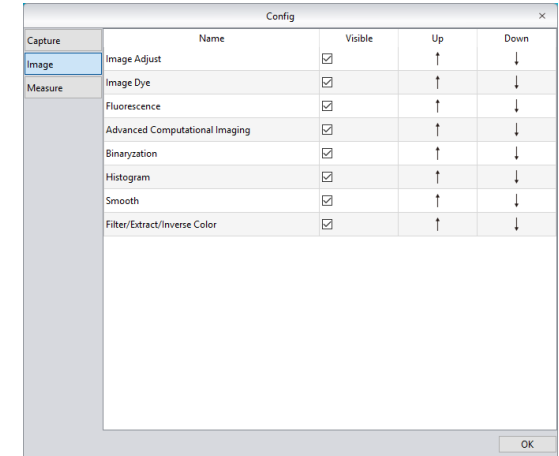 Config
Capture
Image
Measure
Name Visible Up Down
Image Adjust
Image Dye
Fluorescence
Advanced Computational Imaging
Binaryzation
Histogram
Smooth
Filter/Extract/Inverse Color
OK